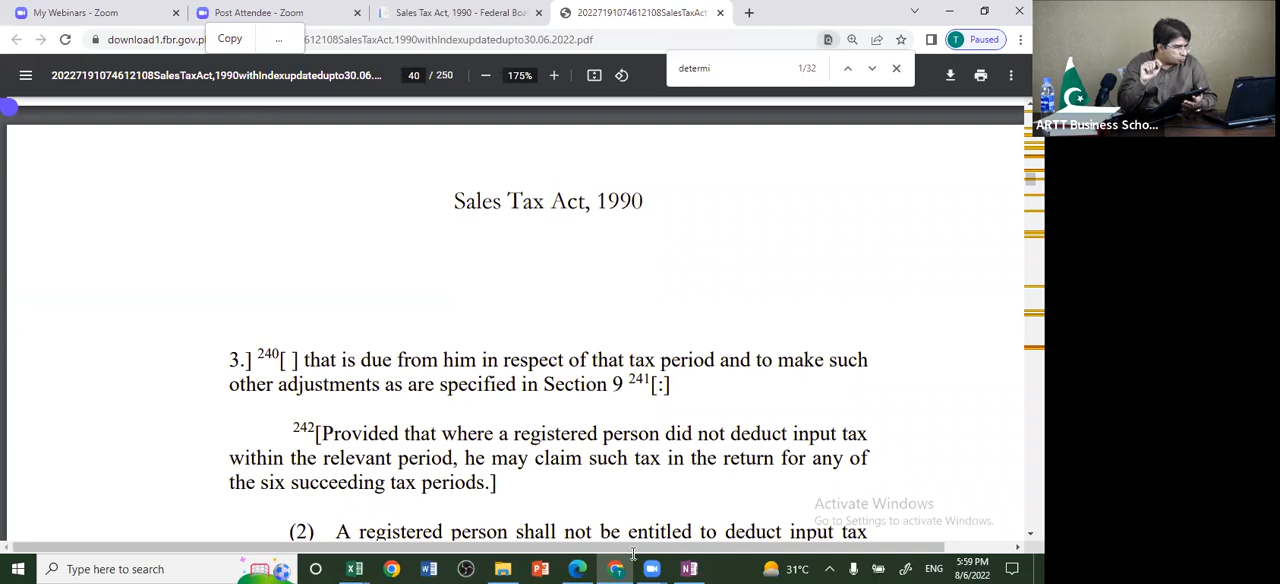 My Webinars - Zoom
Post Attendee - Zoom
Sales Tax Act, 1990 - Federal Boa
20227191074612108SalesTaxAct
Copy
...
download1.fbr.gov.p
612108SalesTaxAct,1990withIndexupdatedupto30.06.2022.pdf
T Paused
20227191074612108SalesTaxAct,1990withIndexupdatedupto30.06....
40 / 250
175%
determi
1/32
ARTT Business Scho...
Sales Tax Act, 1990
3.] 240[ ] that is due from him in respect of that tax period and to make such
other adjustments as are specified in Section 9 241[:]
242[Provided that where a registered person did not deduct input tax
within the relevant period, he may claim such tax in the return for any of
the six succeeding tax periods.]
(2) A registered person shall not be entitled to deduct input tax
Activate Windows
Go to Settings to activate Windows.
Type here to search
31°C
ENG
5:59 PM
8/6/2022